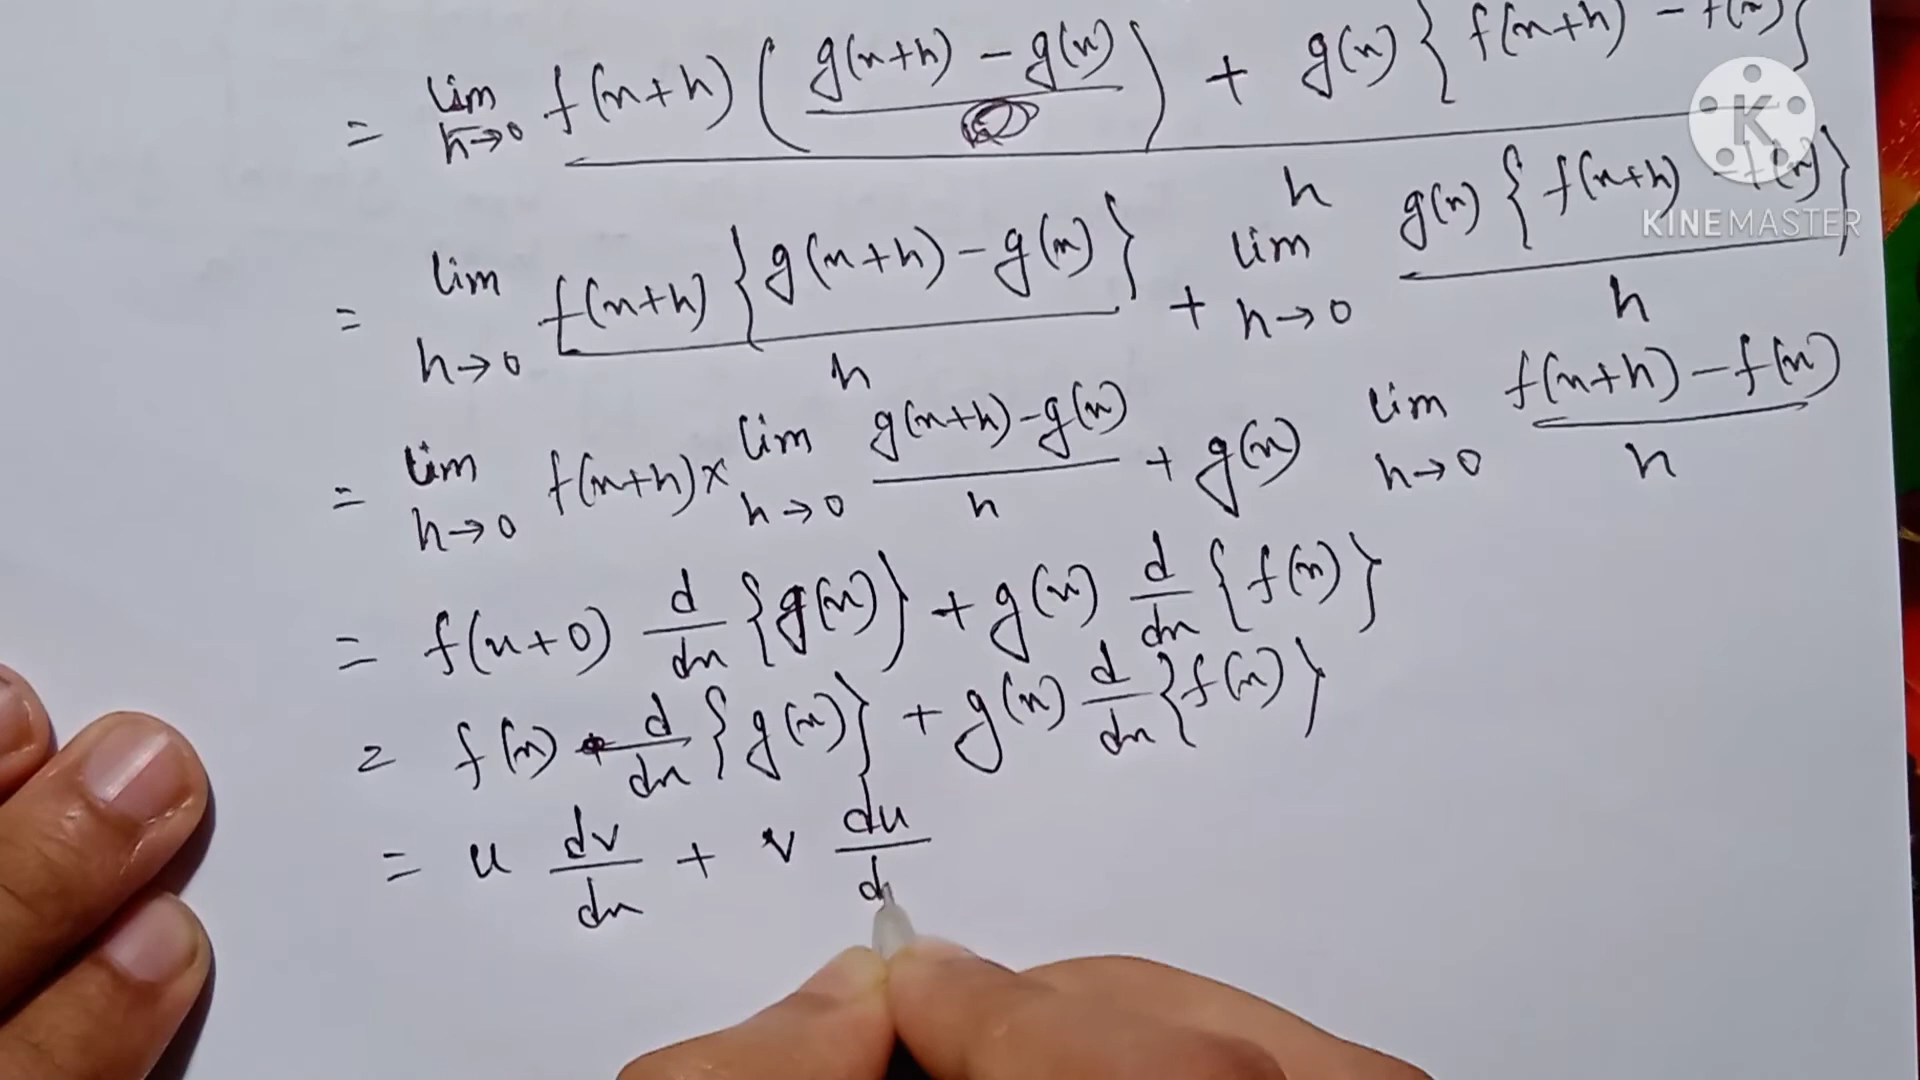 = lim h→0 f(x+h) ( g(x+h) - g(x) ) + g(x) { f(x+h) - f(x) } / h
= lim h→0 f(x+h) { g(x+h) - g(x) } / h + lim h→0 g(x) { f(x+h) - f(x) } / h
= lim h→0 f(x+h) × lim h→0 g(x+h) - g(x) / h + g(x) lim h→0 f(x+h) - f(x) / h
= f(x+0) d/dx {g(x)} + g(x) d/dx {f(x)}
= f(x) d/dx {g(x)} + g(x) d/dx {f(x)}
= u dv/dx + v du/d
K
KINEMASTER